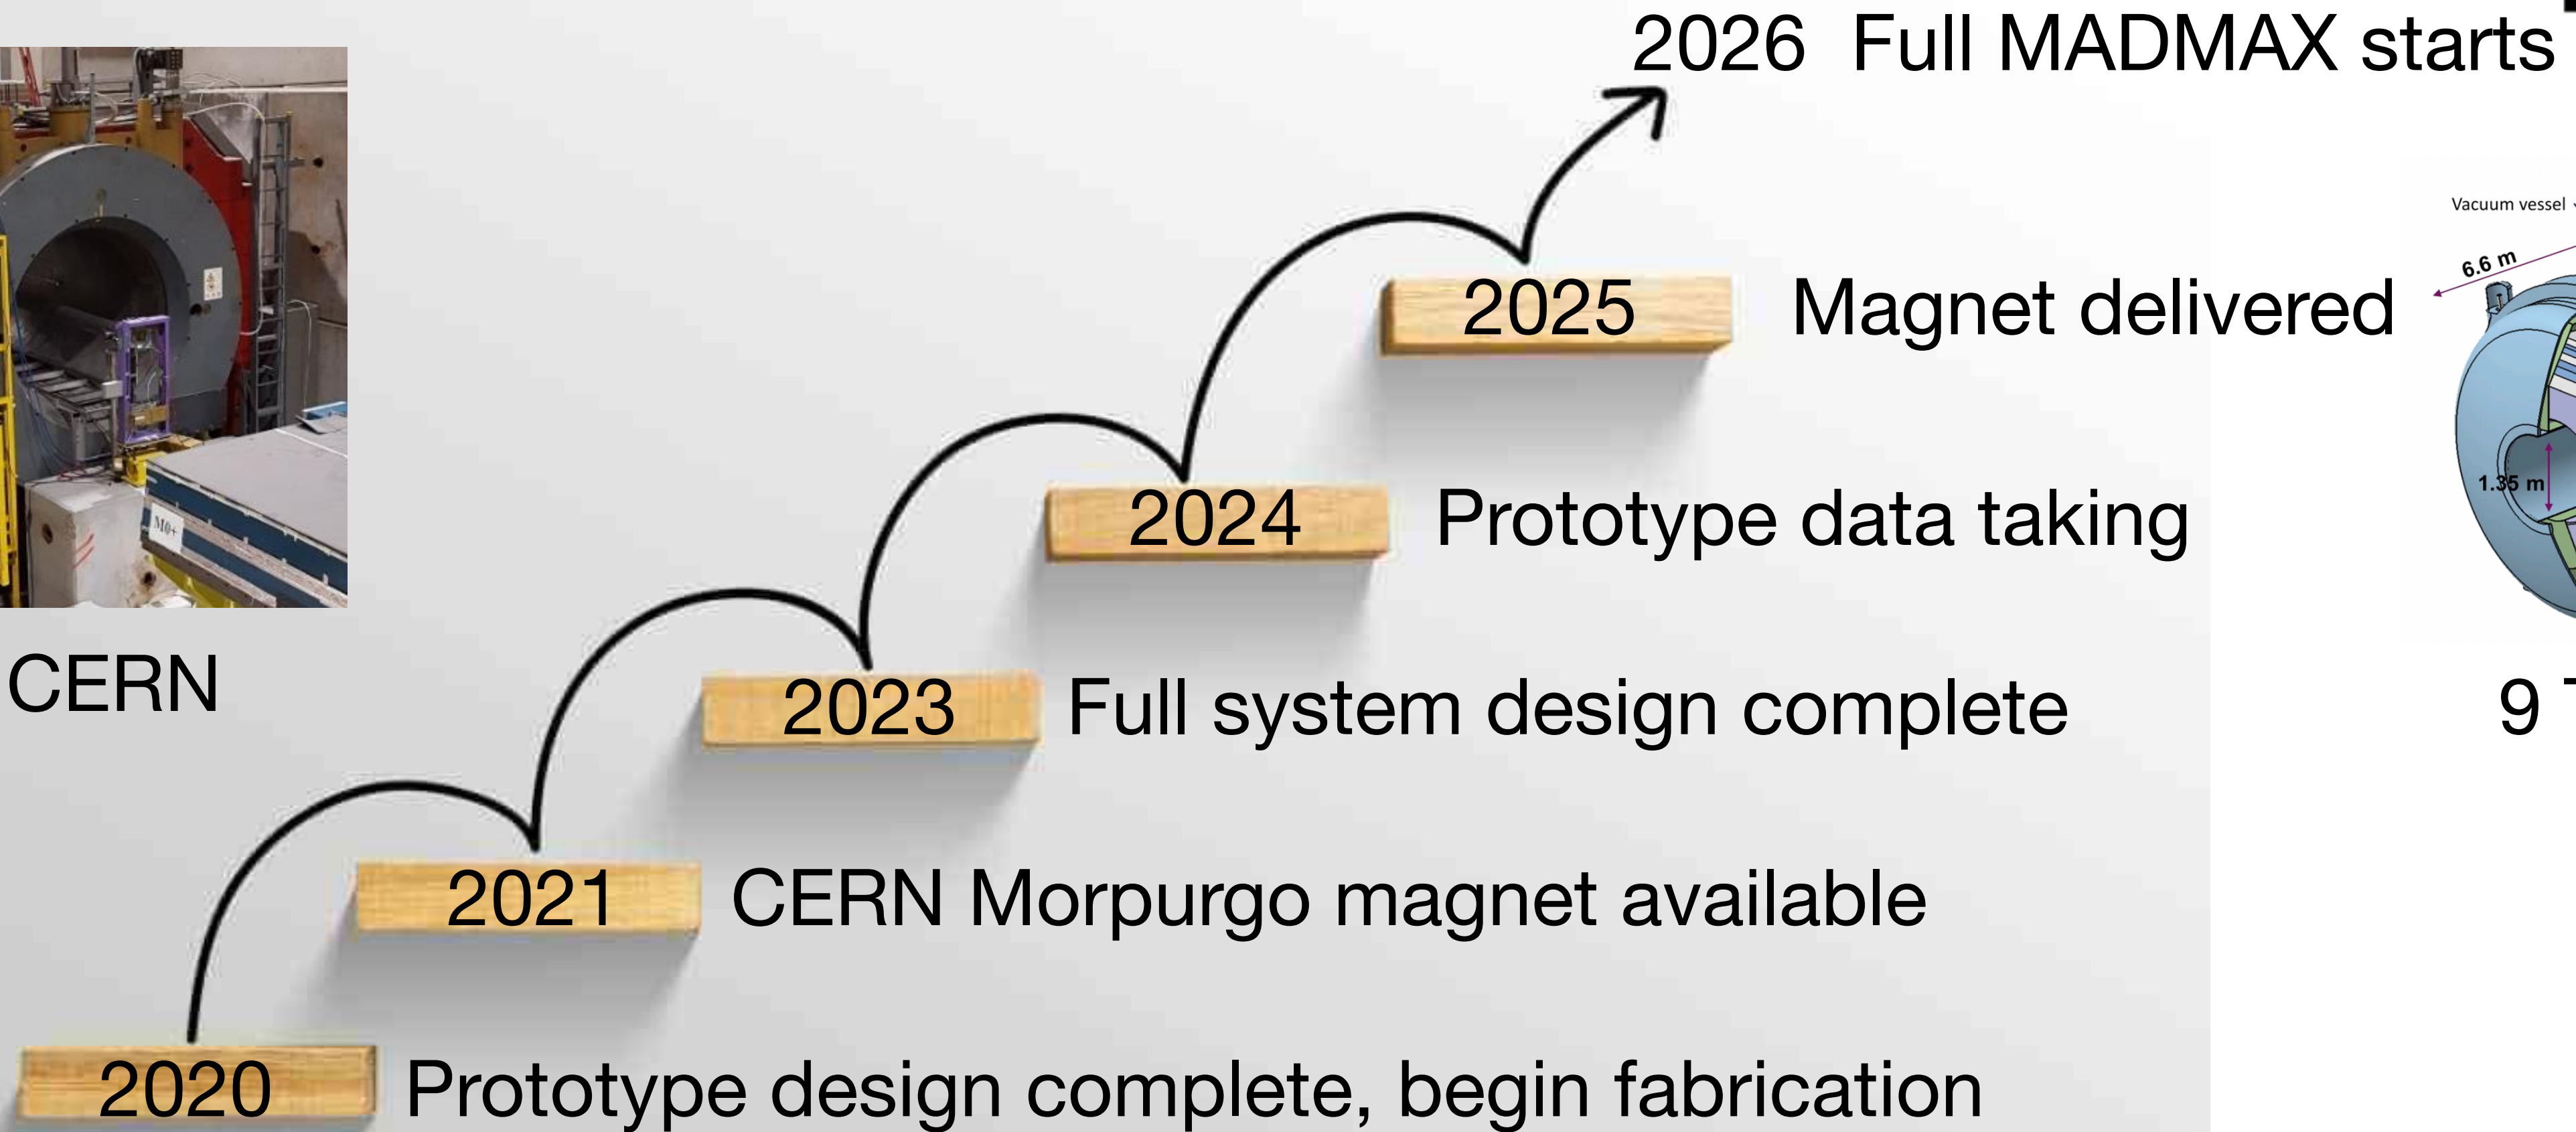 2026 Full MADMAX starts
Vacuum vessel
6.6 m
2025 Magnet delivered
1.35 m
2024 Prototype data taking
M0+
CERN
2023 Full system design complete
9
2021 CERN Morpurgo magnet available
2020 Prototype design complete, begin fabrication